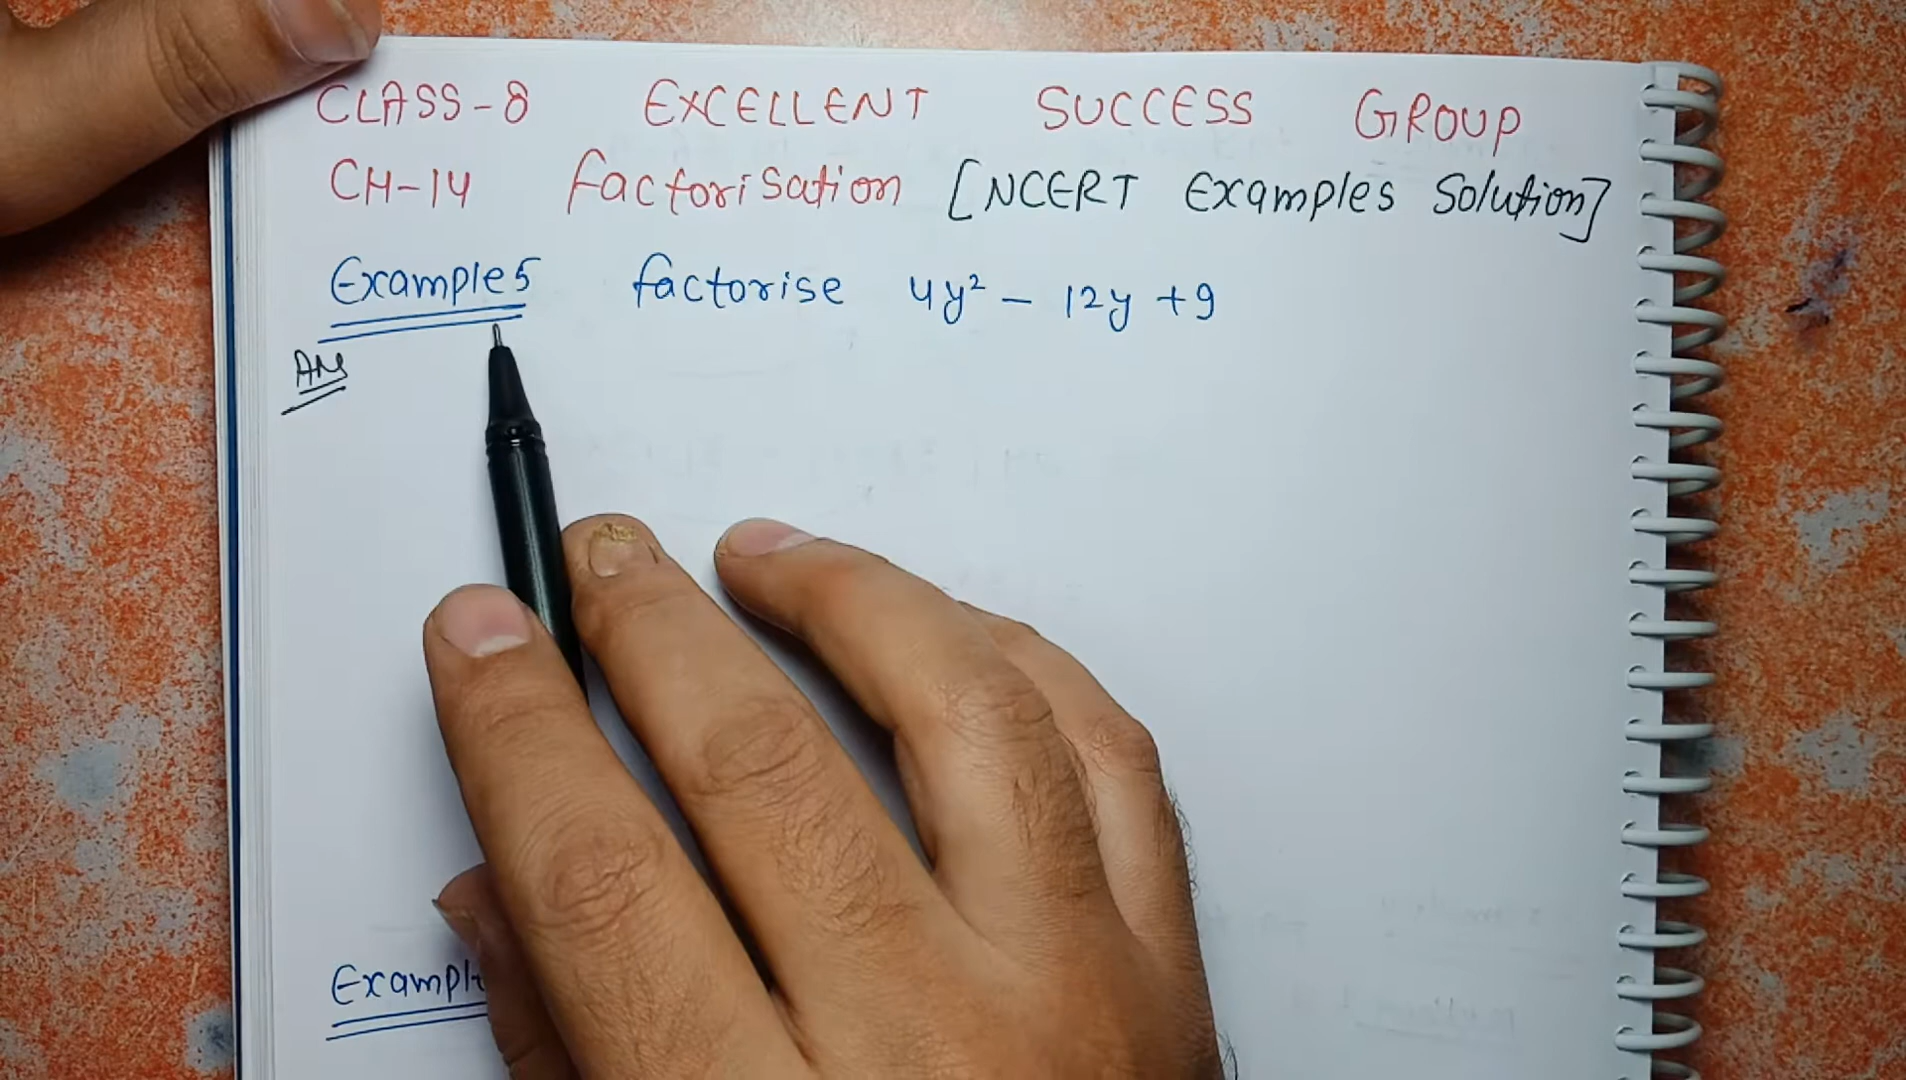 CLASS-8 EXCELLENT SUCCESS GROUP
CH-14 Factorisation [NCERT Examples Solution]
Example 5 factorise 4y² - 12y + 9
Ans